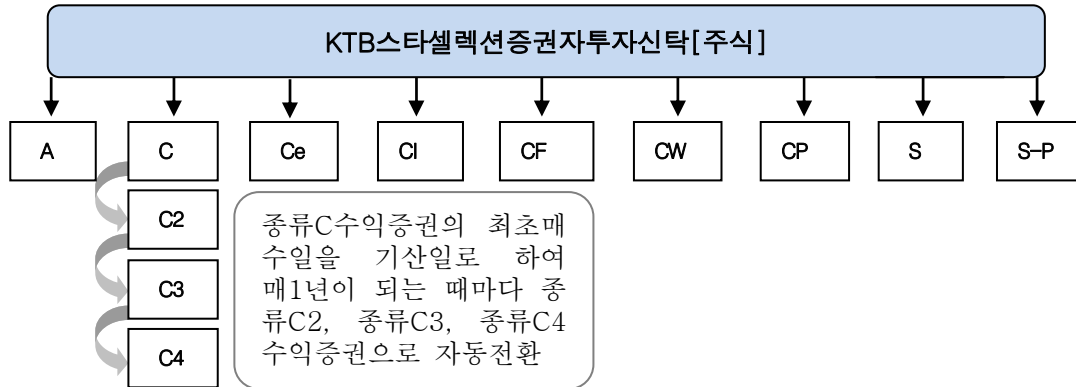 KTB스타셀렉션증권자투자신탁[주식]
A
C
Ce
CI
CF
CW
CP
S
S-P
C2
C3
C4
종류C수익증권의 최초매
수일을 기산일로 하여
매1년이 되는 때마다 종
류C2, 종류C3, 종류C4
수익증권으로 자동전환